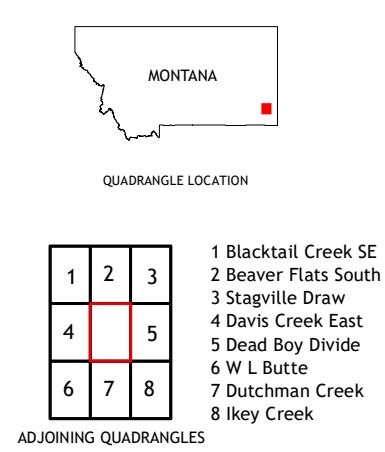 MONTANA
QUADRANGLE LOCATION
1 2 3
4 5
6 7 8
1 Blacktail Creek SE
2 Beaver Flats South
3 Stagville Draw
4 Davis Creek East
5 Dead Boy Divide
6 W L Butte
7 Dutchman Creek
8 Ikey Creek
ADJOINING QUADRANGLES